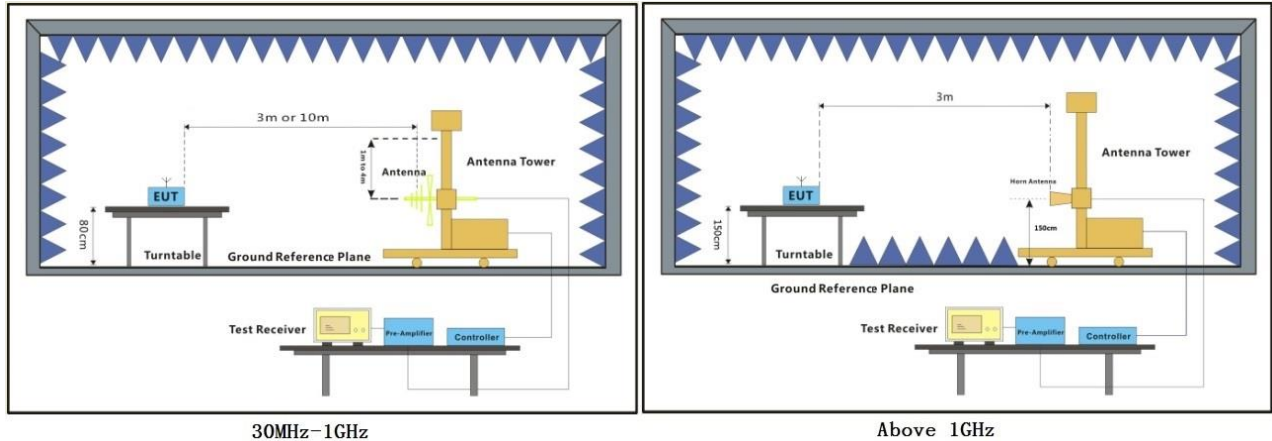 3m or 10m
1m to 4m
Antenna
Antenna Tower
EUT
80cm
Turntable
Ground Reference Plane
Test Receiver
Pre-Amplifier
Controller
30MHz-1GHz
3m
Antenna Tower
Horn Antenna
EUT
150cm
150cm
Turntable
Ground Reference Plane
Test Receiver
Pre-Amplifier
Controller
Above 1GHz